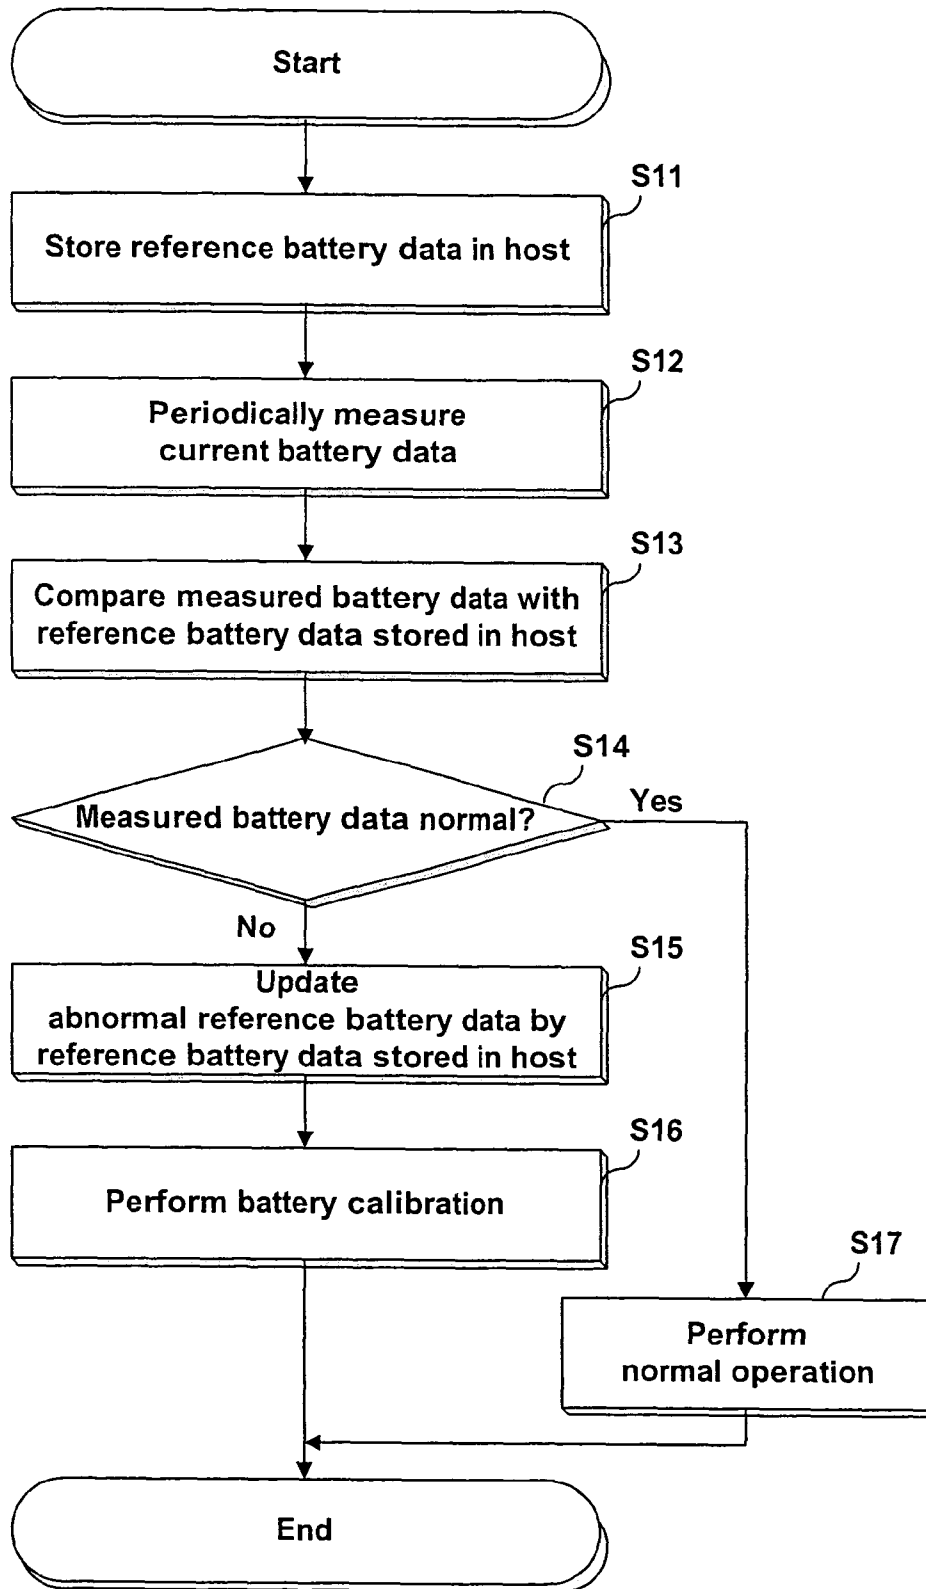 Start
S11
Store reference battery data in host
S12
Periodically measure
current battery data
S13
Compare measured battery data with
reference battery data stored in host
S14
Measured battery data normal?
Yes
No
S15
Update
abnormal reference battery data by
reference battery data stored in host
S16
Perform battery calibration
S17
Perform
normal operation
End